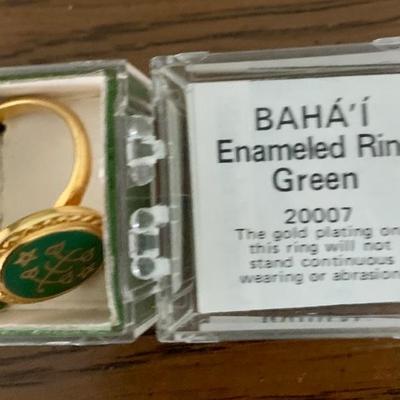 BAHÁ'Í
Enameled Rin
Green
20007
The gold plating on
this ring will not
stand continuous
wearing or abrasion